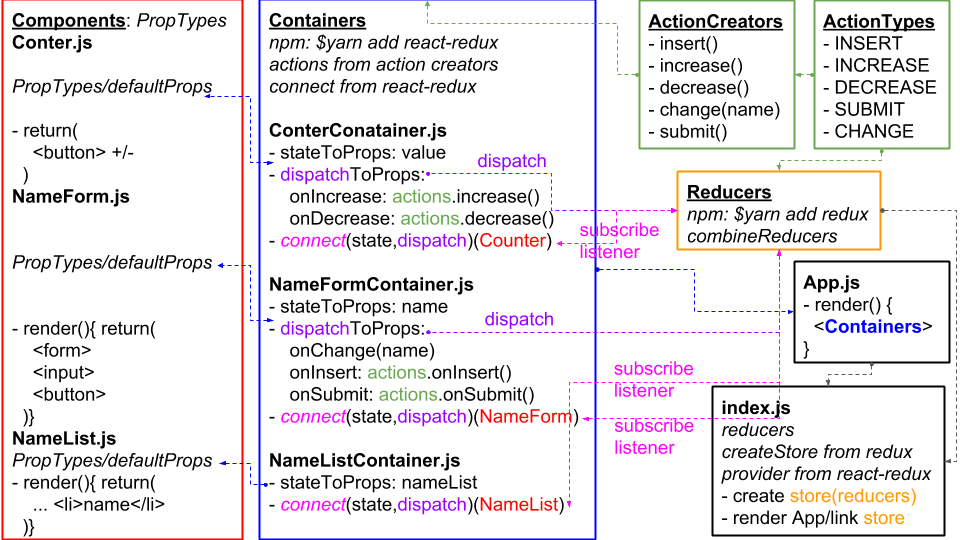 Components: PropTypes
Conter.js
PropTypes/defaultProps
- return(
<button> +/-
)
NameForm.js
PropTypes/defaultProps
- render(){ return(
<form>
<input>
<button>
)}
NameList.js
PropTypes/defaultProps
- render(){ return(
... <li>name</li>
)}
Containers
npm: $yarn add react-redux
actions from action creators
connect from react-redux
ConterConatainer.js
- stateToProps: value
- dispatchToProps:
onIncrease: actions.increase()
onDecrease: actions.decrease()
- connect(state,dispatch)(Counter)
NameFormContainer.js
- stateToProps: name
- dispatchToProps:
onChange(name)
onInsert: actions.onInsert()
onSubmit: actions.onSubmit()
- connect(state,dispatch)(NameForm)
NameListContainer.js
- stateToProps: nameList
- connect(state,dispatch)(NameList)
dispatch
subscribe
listener
dispatch
subscribe
listener
subscribe
listener
ActionCreators
- insert()
- increase()
- decrease()
- change(name)
- submit()
ActionTypes
- INSERT
- INCREASE
- DECREASE
- SUBMIT
- CHANGE
Reducers
npm: $yarn add redux
combineReducers
App.js
- render() {
<Containers>
}
index.js
reducers
createStore from redux
provider from react-redux
- create store(reducers)
- render App/link store